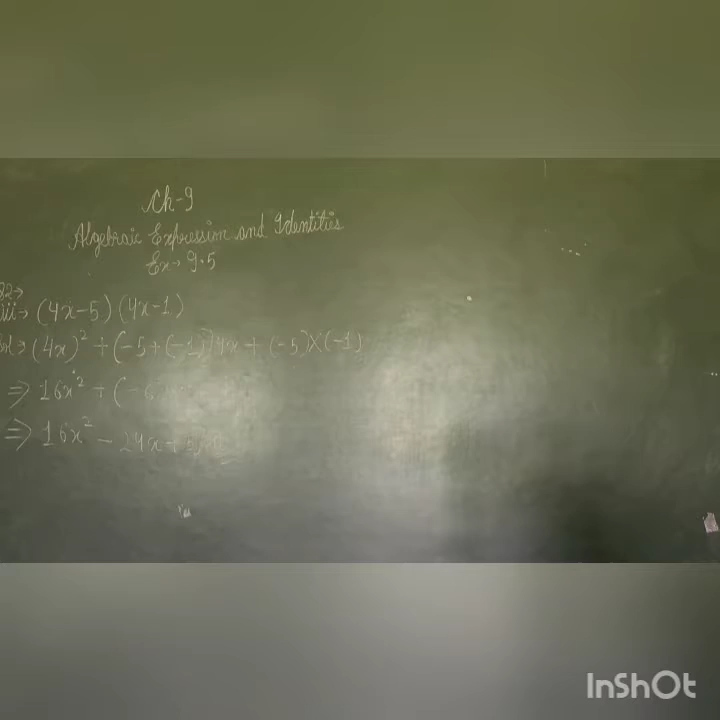 Ch-9
Algebraic Expression and Identities
Ex→ 9.5
iii→ (4x-5) (4x-1)
(4x)² + (-5+(-1))4x + (-5)×(-1)
⇒ 16x² + (-6)
⇒ 16x² - 24x + 5
InShOt